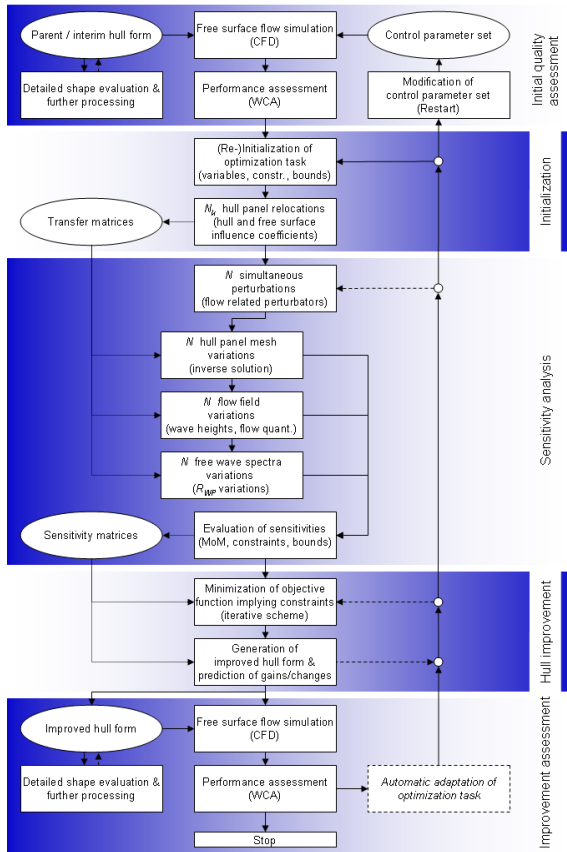 Parent / interim hull form
Free surface flow simulation
(CFD)
Control parameter set
Detailed shape evaluation &
further processing
Performance assessment
(WCA)
Modification of
control parameter set
(Restart)
Initial quality
assessment
(Re-)Initialization of
optimization task
(variables, constr., bounds)
Transfer matrices
N_H hull panel relocations
(hull and free surface
influence coefficients)
Initialization
N simultaneous
perturbations
(flow related perturbators)
N hull panel mesh
variations
(inverse solution)
N flow field
variations
(wave heights, flow quant.)
N free wave spectra
variations
(R_WP variations)
Sensitivity matrices
Evaluation of sensitivities
(MoM, constraints, bounds)
Sensitivity analysis
Minimization of objective
function implying constraints
(iterative scheme)
Generation of
improved hull form &
prediction of gains/changes
Hull improvement
Improved hull form
Free surface flow simulation
(CFD)
Detailed shape evaluation &
further processing
Performance assessment
(WCA)
Automatic adaptation of
optimization task
Stop
Improvement assessment